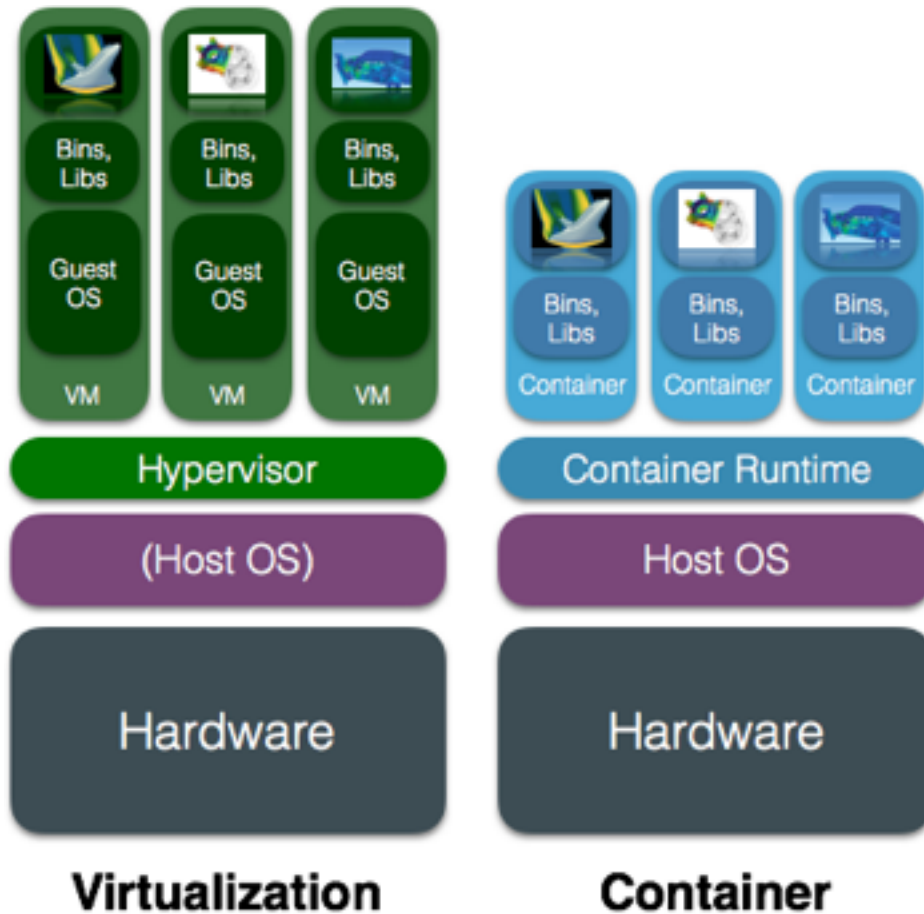 Bins,
Libs
Guest
OS
VM
Bins,
Libs
Guest
OS
VM
Bins,
Libs
Guest
OS
VM
Hypervisor
(Host OS)
Hardware
Virtualization
Bins,
Libs
Container
Bins,
Libs
Container
Bins,
Libs
Container
Container Runtime
Host OS
Hardware
Container